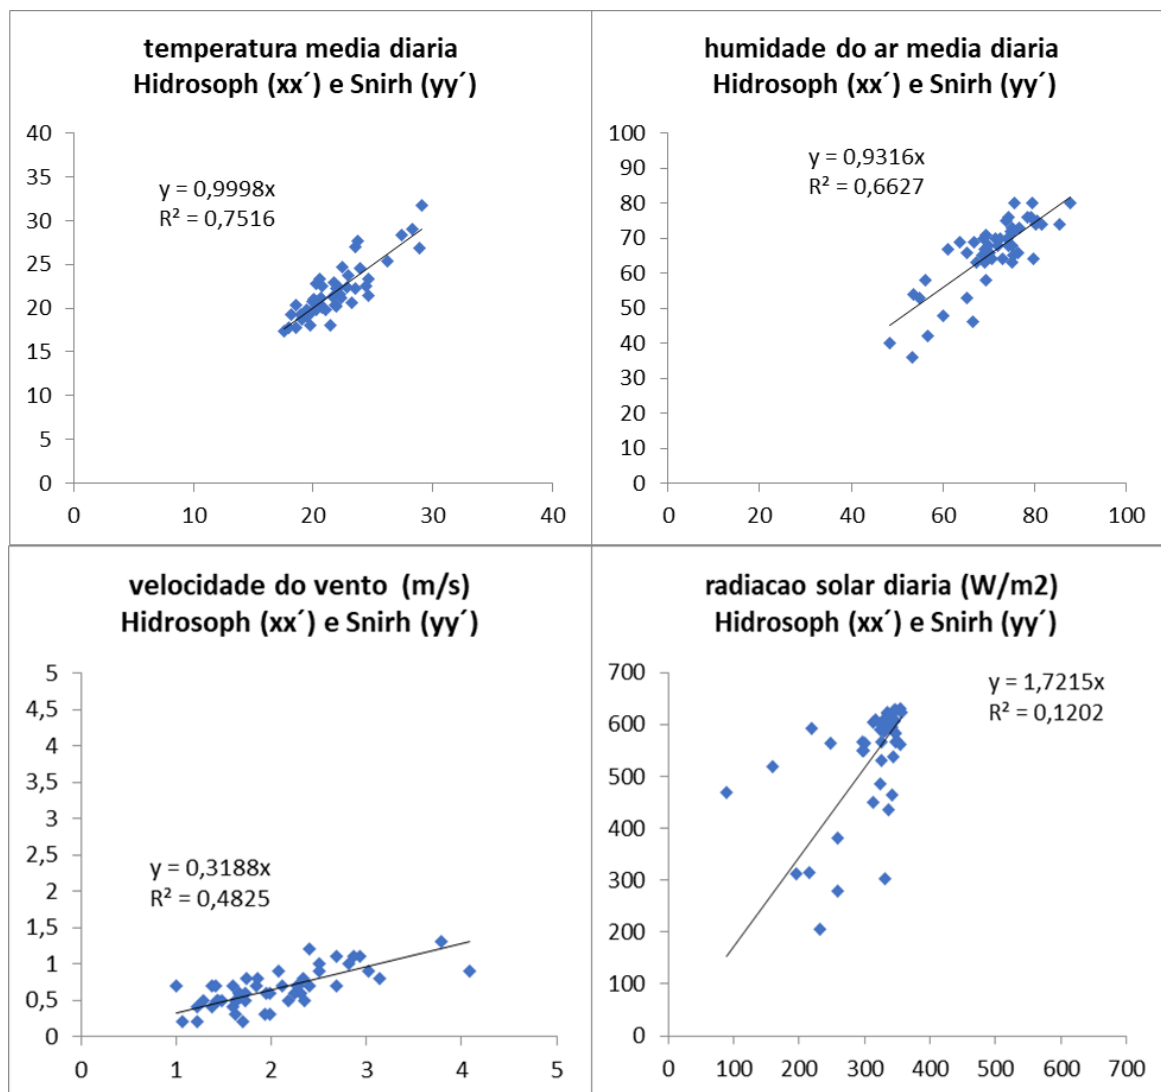 temperatura media diaria
Hidrosoph (xx´) e Snirh (yy´)
40
35
30
25
20
15
10
5
0
y = 0,9998x
R² = 0,7516
0 10 20 30 40
humidade do ar media diaria
Hidrosoph (xx´) e Snirh (yy´)
100
90
80
70
60
50
40
30
20
10
0
y = 0,9316x
R² = 0,6627
0 20 40 60 80 100
velocidade do vento (m/s)
Hidrosoph (xx´) e Snirh (yy´)
5
4,5
4
3,5
3
2,5
2
1,5
1
0,5
0
y = 0,3188x
R² = 0,4825
0 1 2 3 4 5
radiacao solar diaria (W/m2)
Hidrosoph (xx´) e Snirh (yy´)
700
600
500
400
300
200
100
0
y = 1,7215x
R² = 0,1202
0 100 200 300 400 500 600 700